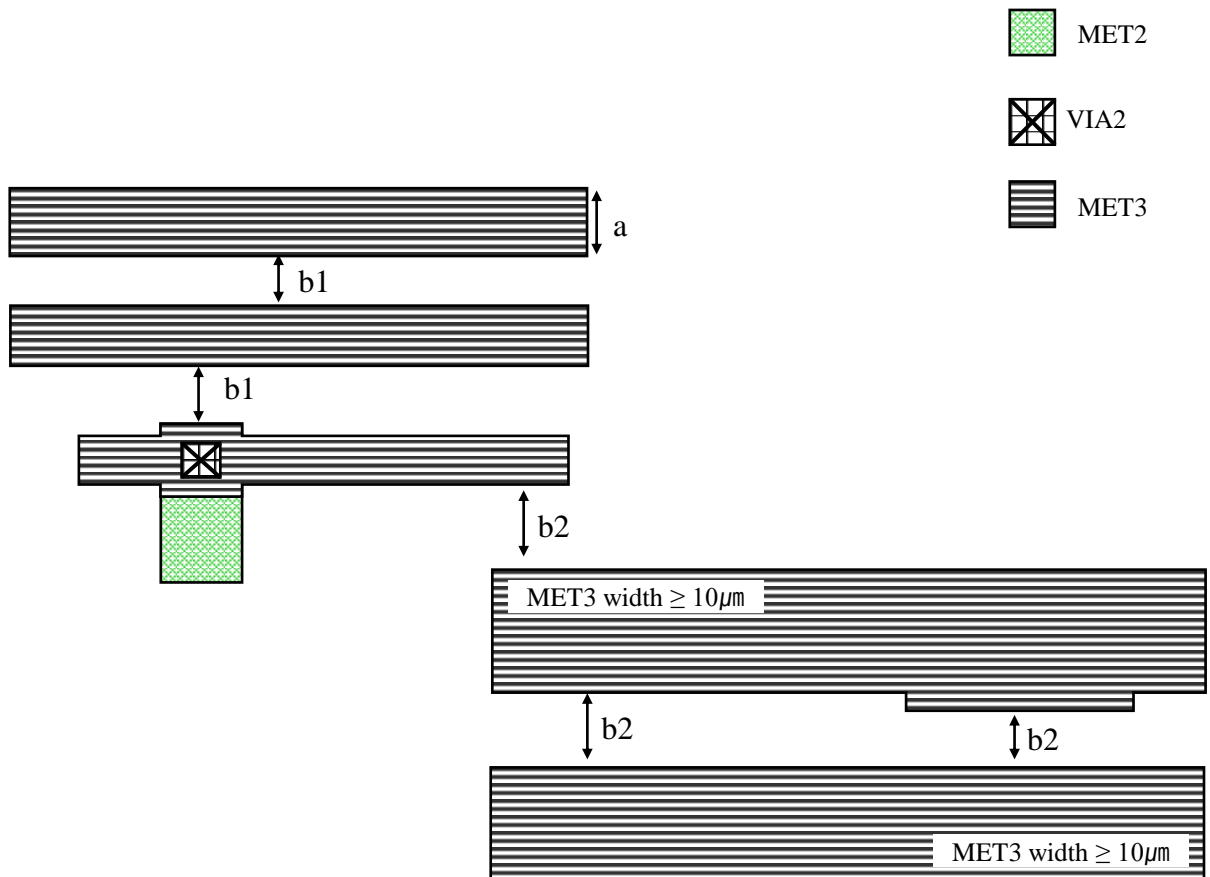 MET2
VIA2
MET3
a
b1
b1
b2
MET3 width ≥ 10㎛
b2
b2
MET3 width ≥ 10㎛